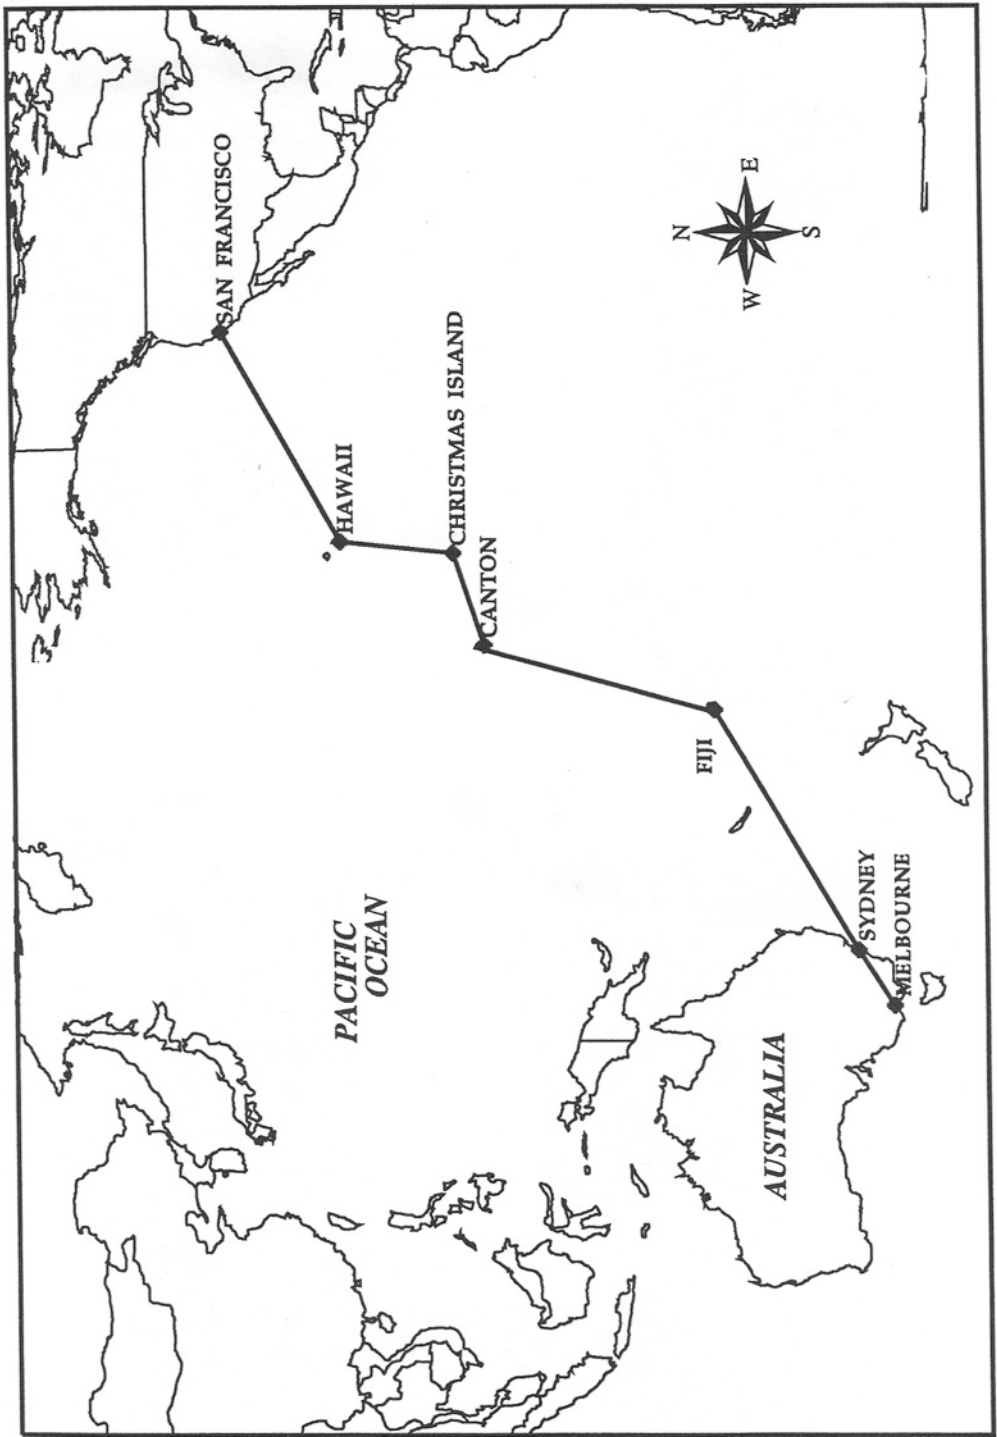 SAN FRANCISCO
HAWAII
CHRISTMAS ISLAND
CANTON
FIJI
SYDNEY
MELBOURNE
PACIFIC
OCEAN
AUSTRALIA
N
E
S
W